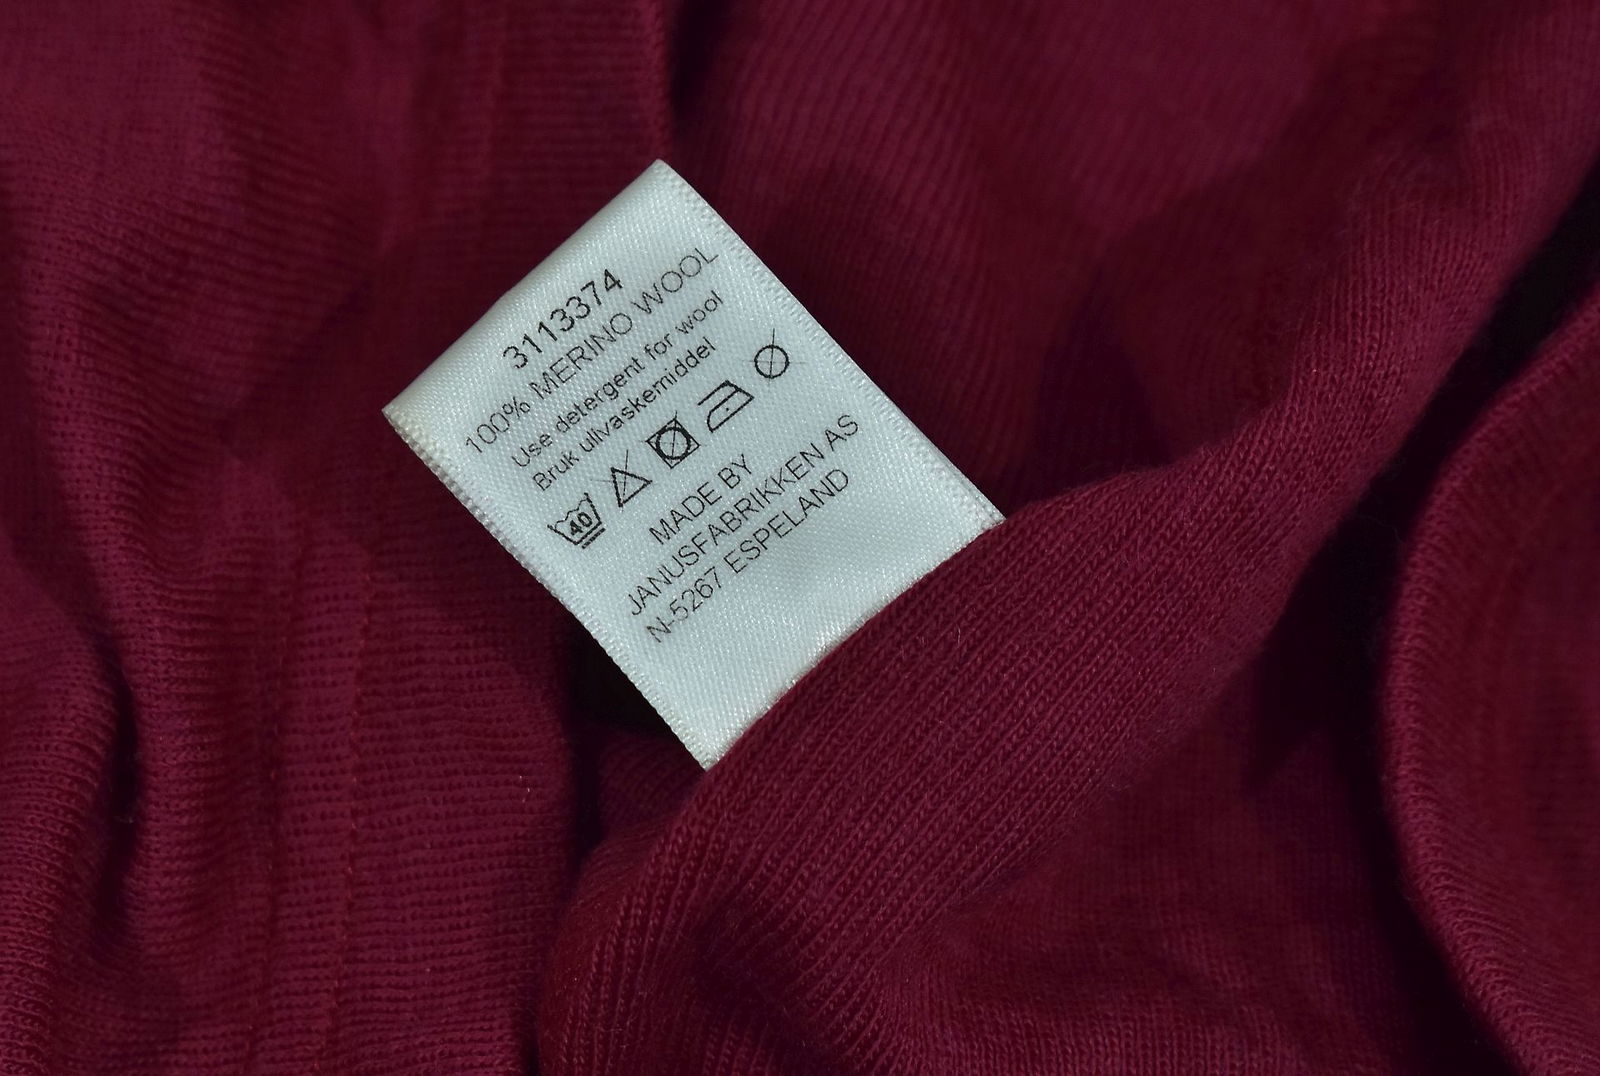 3113374
100% MERINO WOOL
Use detergent for wool
Bruk ullvaskemiddel
40
MADE BY
JANUSFABRIKKEN AS
N-5267 ESPELAND